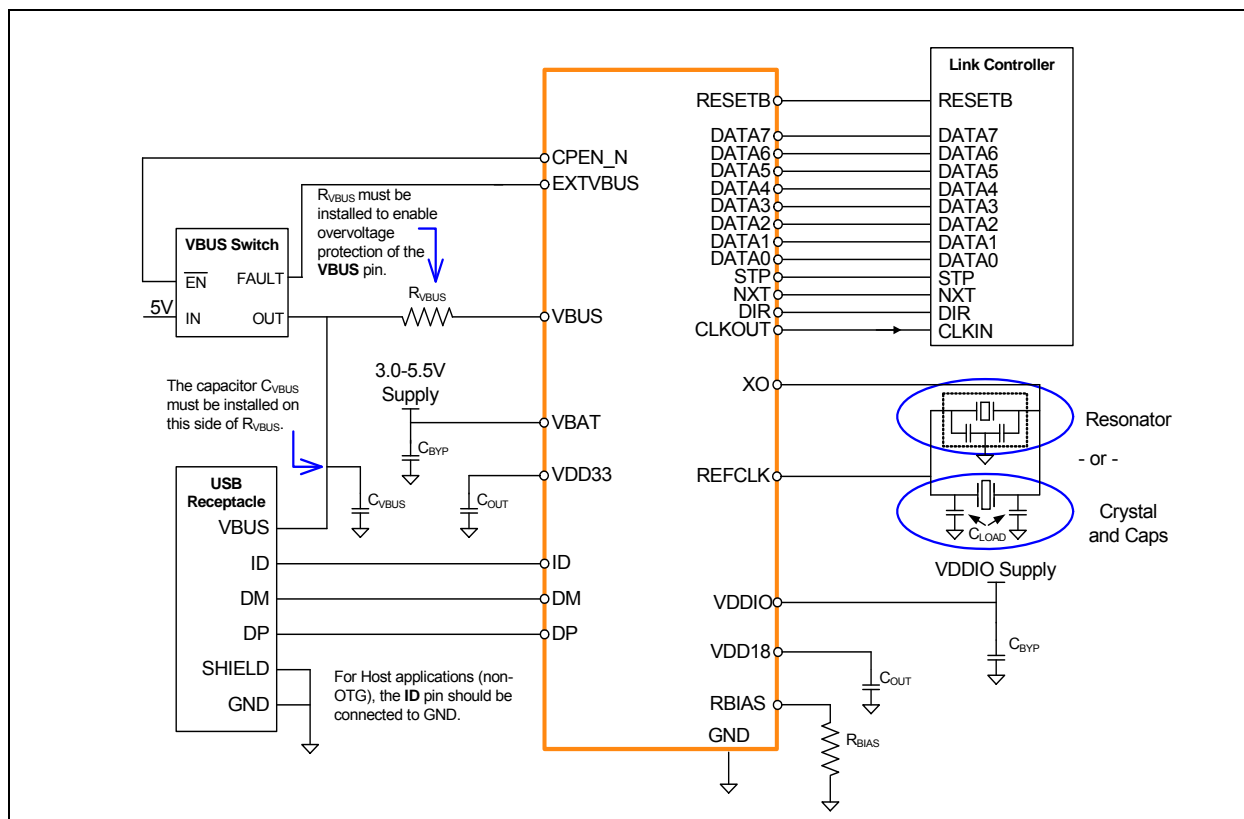 Link Controller
RESETB
RESETB
DATA7
DATA7
DATA6
DATA6
DATA5
DATA5
DATA4
DATA4
DATA3
DATA3
DATA2
DATA2
DATA1
DATA1
DATA0
DATA0
STP
STP
NXT
NXT
DIR
DIR
CLKOUT
CLKIN
CPEN_N
EXTVBUS
RVBUS must be
installed to enable
overvoltage
protection of the
VBUS pin.
VBUS Switch
EN
FAULT
5V
IN
OUT
RVBUS
VBUS
3.0-5.5V
Supply
The capacitor CVBUS
must be installed on
this side of RVBUS.
VBAT
CBYP
VDD33
COUT
CVBUS
USB
Receptacle
VBUS
ID
ID
DM
DM
DP
DP
SHIELD
GND
For Host applications (non-
OTG), the ID pin should be
connected to GND.
XO
Resonator
- or -
REFCLK
CLOAD
Crystal
and Caps
VDDIO Supply
VDDIO
CBYP
VDD18
COUT
RBIAS
RBIAS
GND